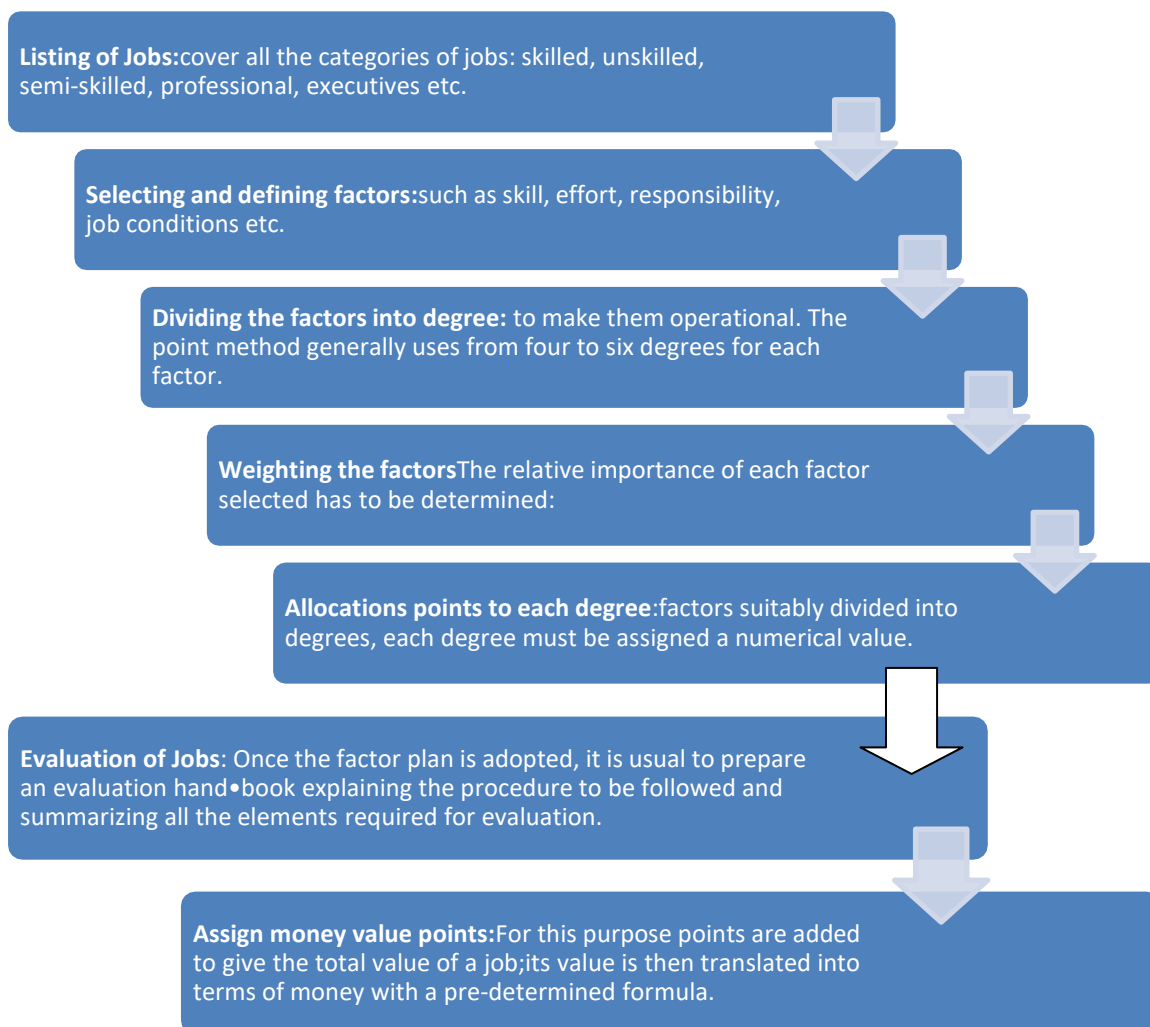 Listing of Jobs:cover all the categories of jobs: skilled, unskilled,
semi-skilled, professional, executives etc.
Selecting and defining factors:such as skill, effort, responsibility,
job conditions etc.
Dividing the factors into degree: to make them operational. The
point method generally uses from four to six degrees for each
factor.
Weighting the factorsThe relative importance of each factor
selected has to be determined:
Allocations points to each degree:factors suitably divided into
degrees, each degree must be assigned a numerical value.
Evaluation of Jobs: Once the factor plan is adopted, it is usual to prepare
an evaluation hand•book explaining the procedure to be followed and
summarizing all the elements required for evaluation.
Assign money value points:For this purpose points are added
to give the total value of a job;its value is then translated into
terms of money with a pre-determined formula.